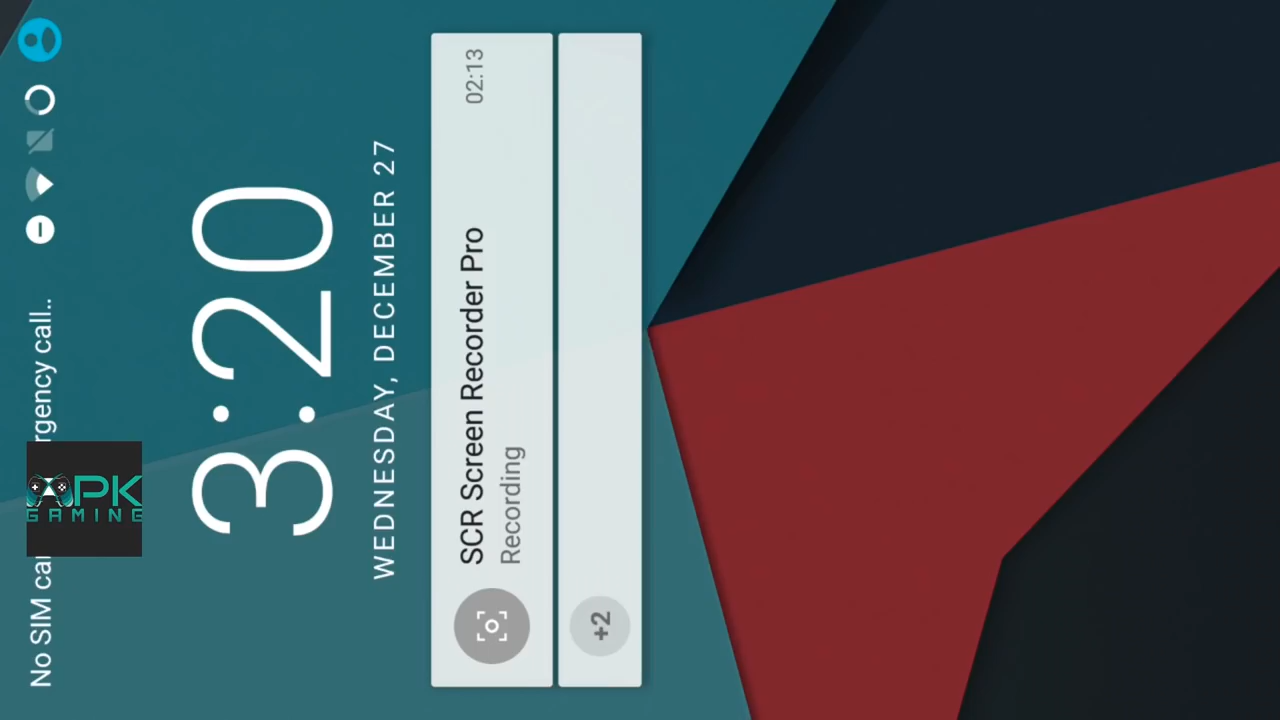 No SIM ca rgency call..
3:20
WEDNESDAY, DECEMBER 27
SCR Screen Recorder Pro 02:13
Recording
+2
APK
GAMING